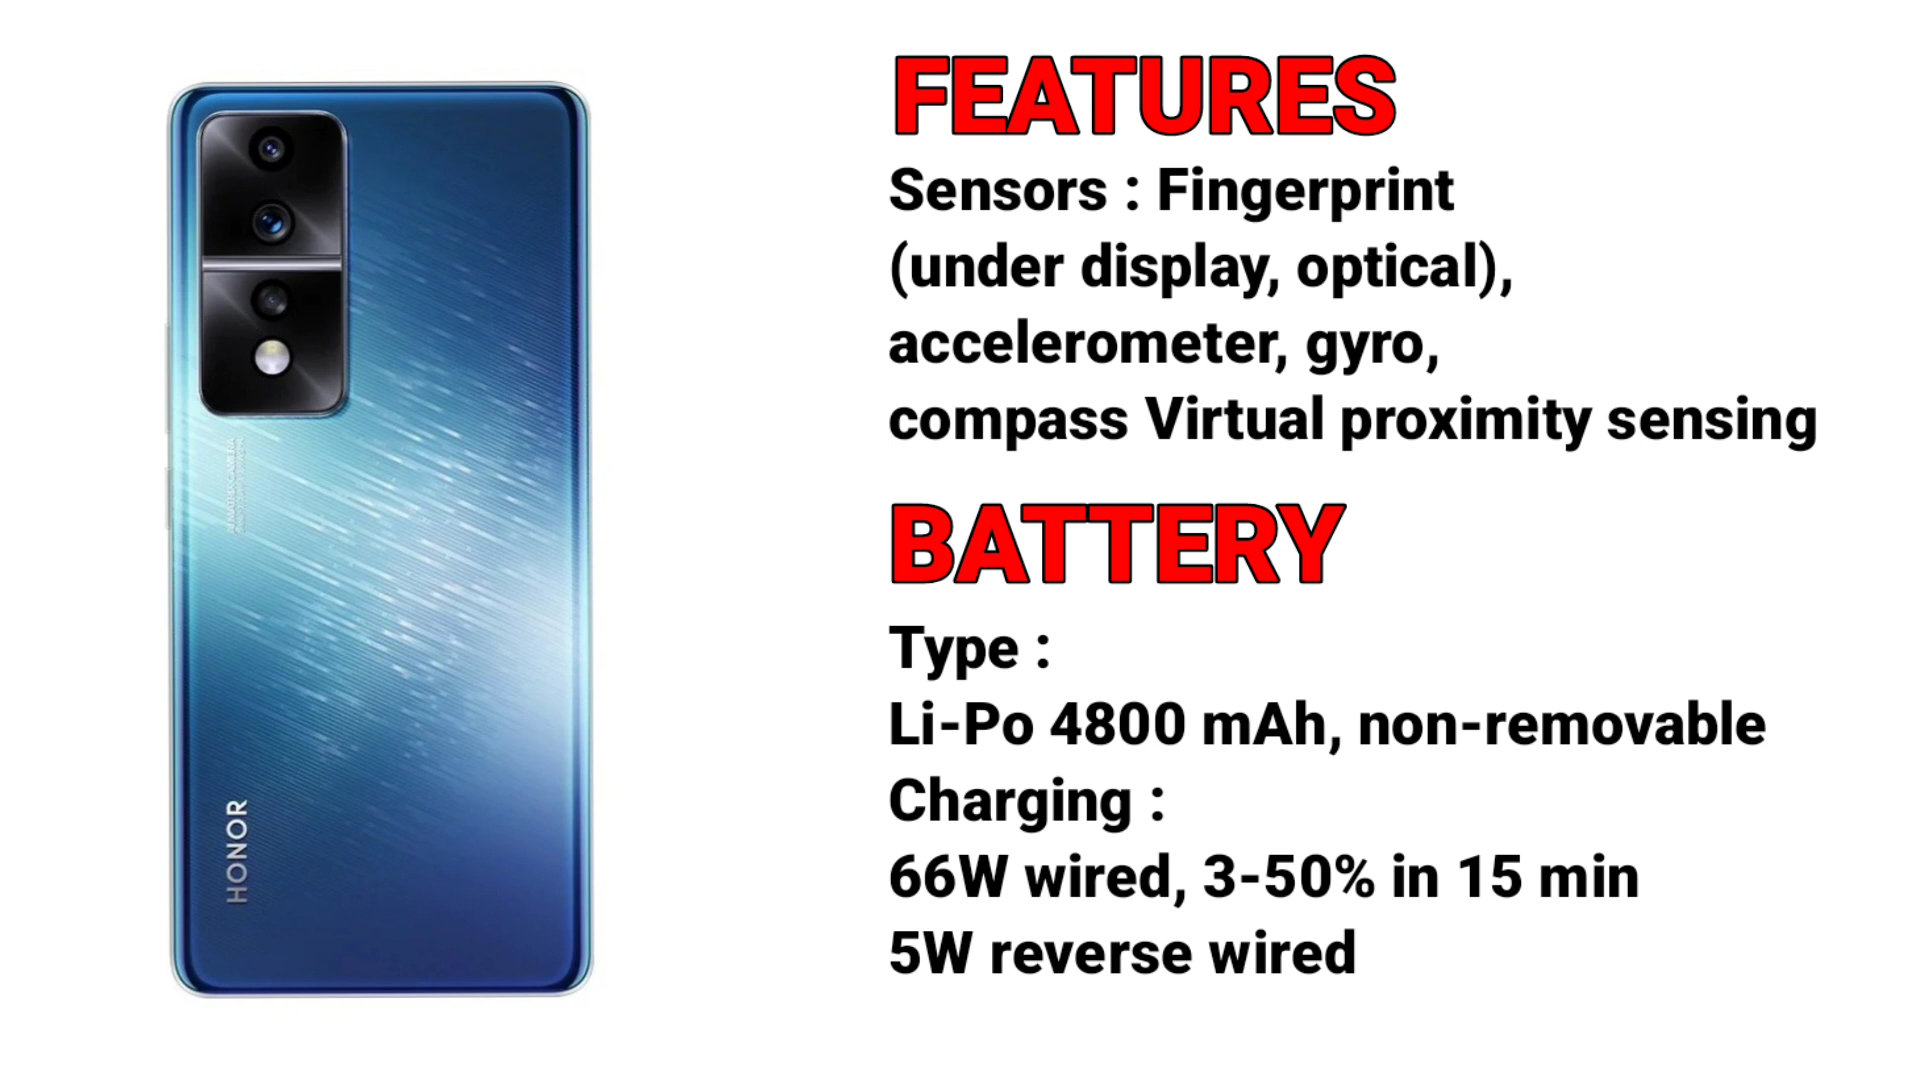 FEATURES
Sensors : Fingerprint
(under display, optical),
accelerometer, gyro,
compass Virtual proximity sensing
BATTERY
Type :
Li-Po 4800 mAh, non-removable
Charging :
66W wired, 3-50% in 15 min
5W reverse wired
HONOR